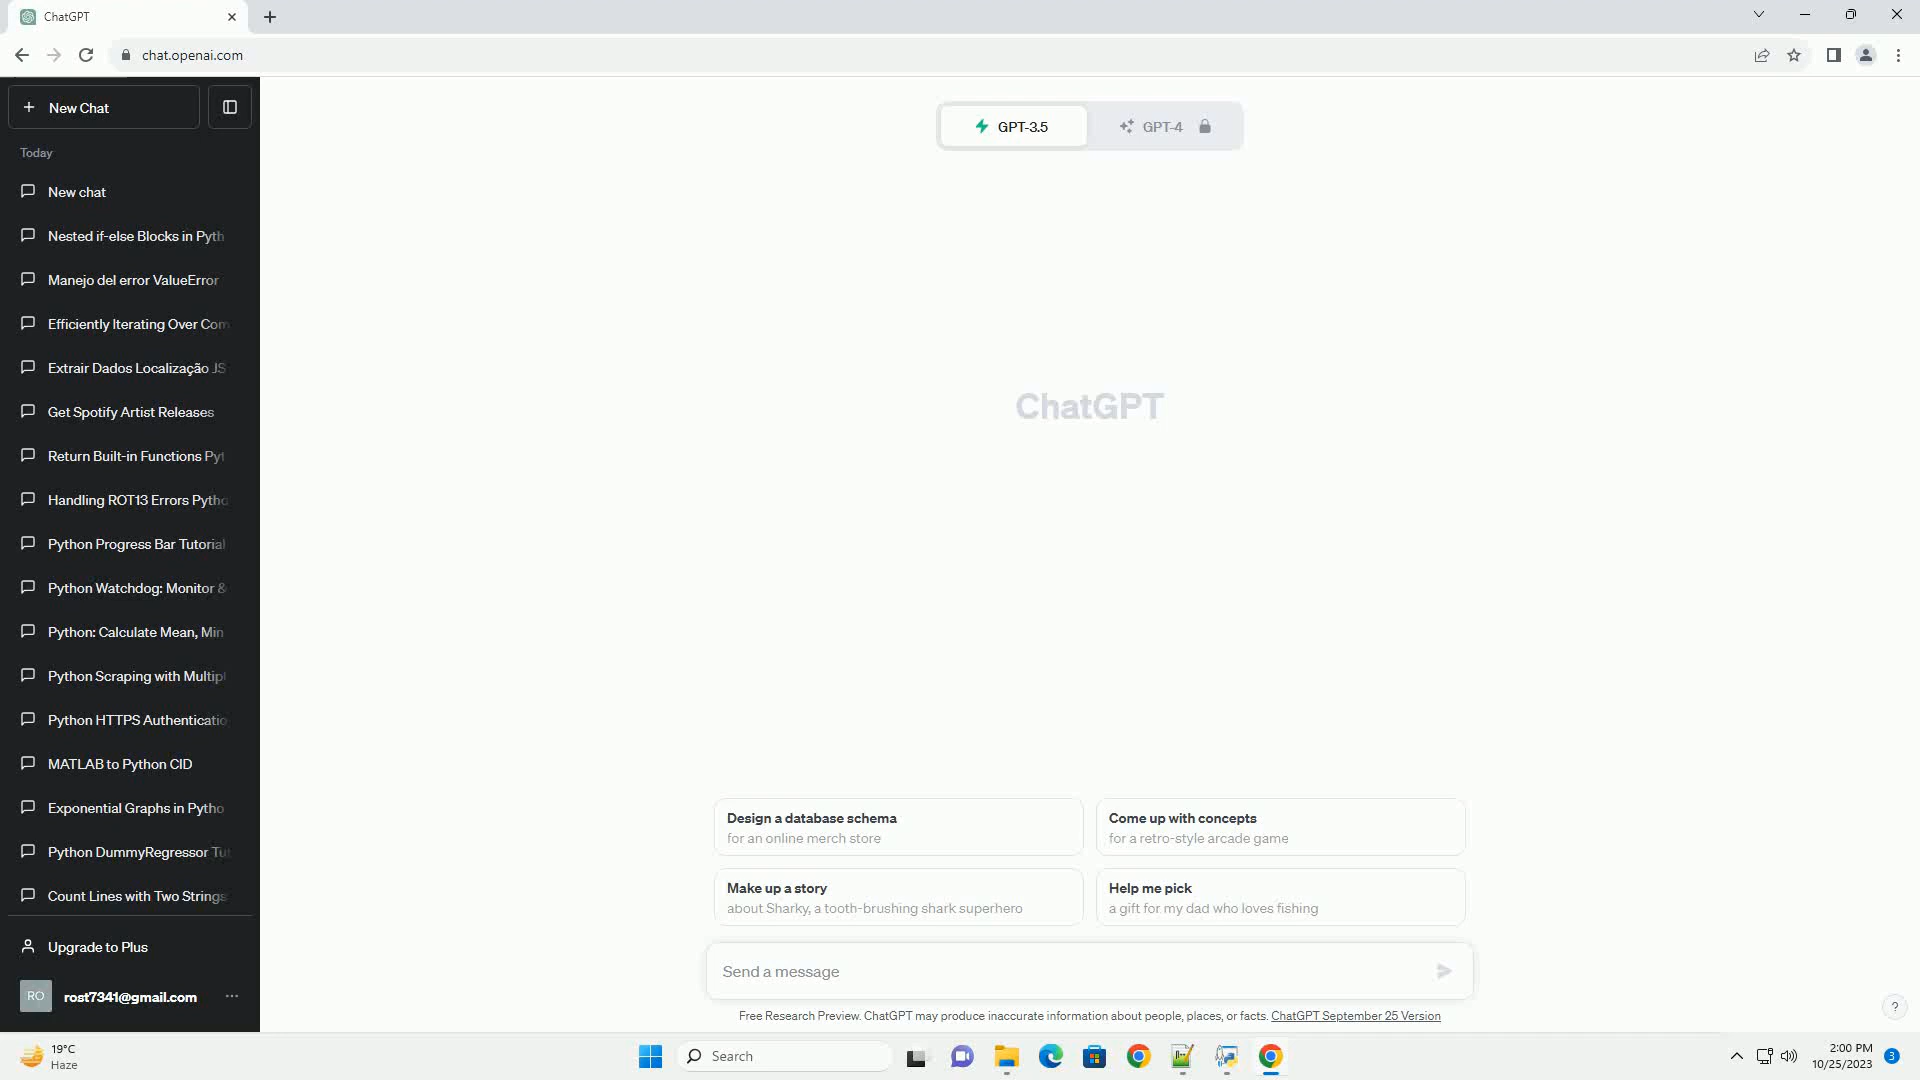 ChatGPT
chat.openai.com
New Chat
Today
New chat
Nested if-else Blocks in Pyth
Manejo del error ValueError
Efficiently Iterating Over Com
Extrair Dados Localização JS
Get Spotify Artist Releases
Return Built-in Functions Pyt
Handling ROT13 Errors Pytho
Python Progress Bar Tutorial
Python Watchdog: Monitor &
Python: Calculate Mean, Min
Python Scraping with Multipl
Python HTTPS Authenticatio
MATLAB to Python CID
Exponential Graphs in Pytho
Python DummyRegressor Tut
Count Lines with Two Strings
Upgrade to Plus
RO rost7341@gmail.com
GPT-3.5 GPT-4
ChatGPT
Design a database schema
for an online merch store
Come up with concepts
for a retro-style arcade game
Make up a story
about Sharky, a tooth-brushing shark superhero
Help me pick
a gift for my dad who loves fishing
Send a message
Free Research Preview. ChatGPT may produce inaccurate information about people, places, or facts. ChatGPT September 25 Version
?
19°C
Haze
Search
2:00 PM
10/25/2023
3